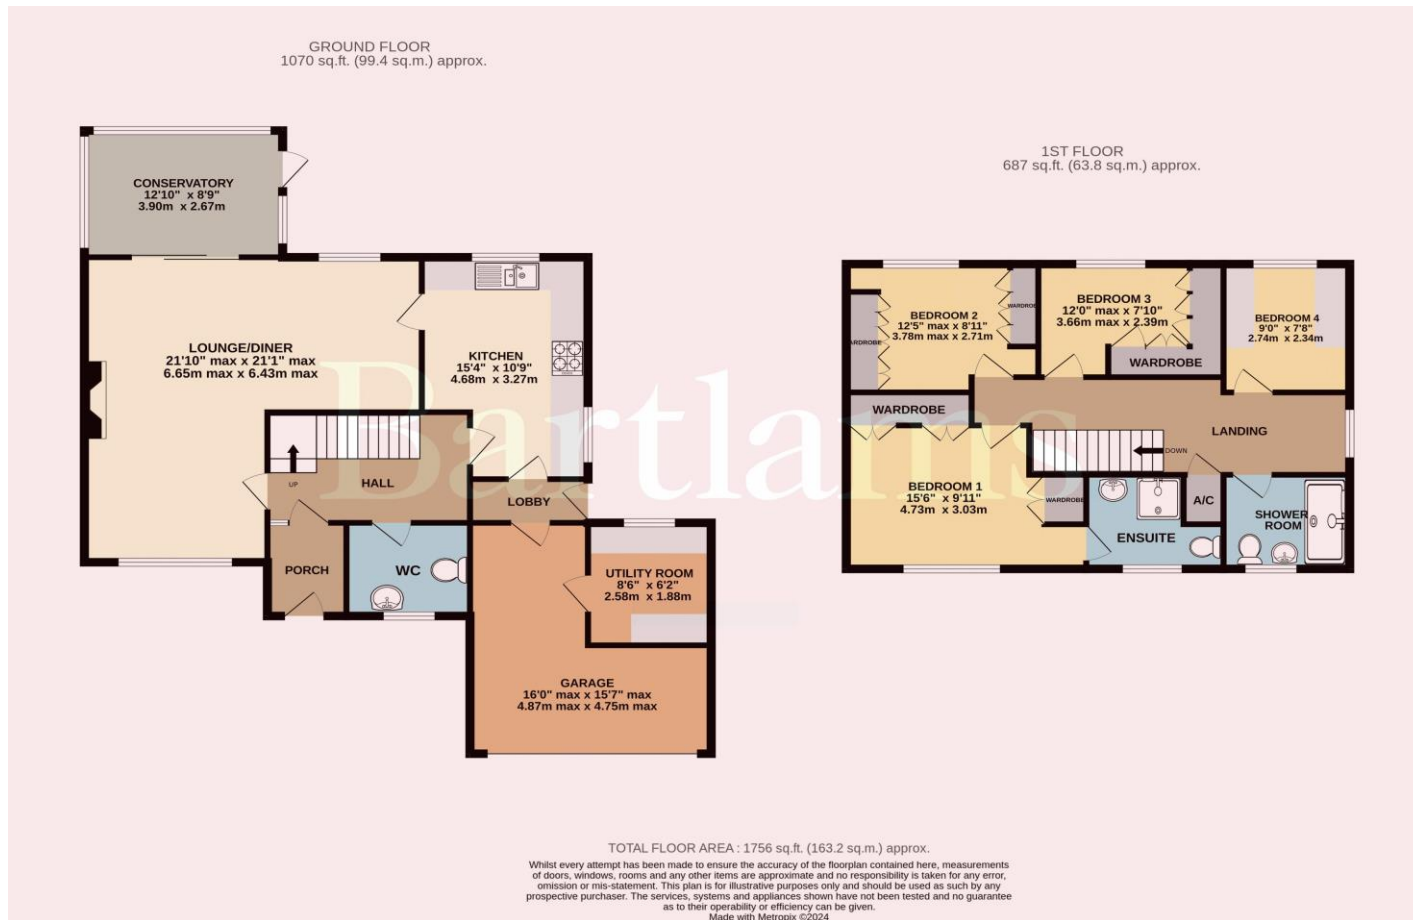 GROUND FLOOR
1070 sq.ft. (99.4 sq.m.) approx.
CONSERVATORY
12'10" x 8'9"
3.90m x 2.67m
LOUNGE/DINER
21'10" max x 21'1" max
6.65m max x 6.43m max
KITCHEN
15'4" x 10'9"
4.68m x 3.27m
UP
HALL
LOBBY
PORCH
WC
UTILITY ROOM
8'6" x 6'2"
2.58m x 1.88m
GARAGE
16'0" max x 15'7" max
4.87m max x 4.75m max
1ST FLOOR
687 sq.ft. (63.8 sq.m.) approx.
BEDROOM 2
12'5" max x 8'11"
3.78m max x 2.71m
WARDROBE
WARDROBE
BEDROOM 3
12'0" max x 7'10"
3.66m max x 2.39m
WARDROBE
BEDROOM 4
9'0" x 7'8"
2.74m x 2.34m
WARDROBE
LANDING
DOWN
BEDROOM 1
15'6" x 9'11"
4.73m x 3.03m
WARDROBE
A/C
ENSUITE
SHOWER
ROOM
Bartlams
TOTAL FLOOR AREA : 1756 sq.ft. (163.2 sq.m.) approx.
Whilst every attempt has been made to ensure the accuracy of the floorplan contained here, measurements
of doors, windows, rooms and any other items are approximate and no responsibility is taken for any error,
omission or mis-statement. This plan is for illustrative purposes only and should be used as such by any
prospective purchaser. The services, systems and appliances shown have not been tested and no guarantee
as to their operability or efficiency can be given.
Made with Metropix ©2024